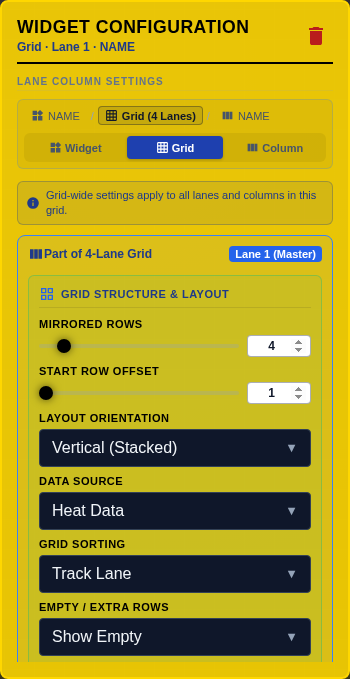 WIDGET CONFIGURATION
Grid · Lane 1 · NAME
LANE COLUMN SETTINGS
NAME / Grid (4 Lanes) / NAME
Widget Grid Column
Grid-wide settings apply to all lanes and columns in this
grid.
Part of 4-Lane Grid Lane 1 (Master)
GRID STRUCTURE & LAYOUT
MIRRORED ROWS
4
START ROW OFFSET
1
LAYOUT ORIENTATION
Vertical (Stacked)
DATA SOURCE
Heat Data
GRID SORTING
Track Lane
EMPTY / EXTRA ROWS
Show Empty